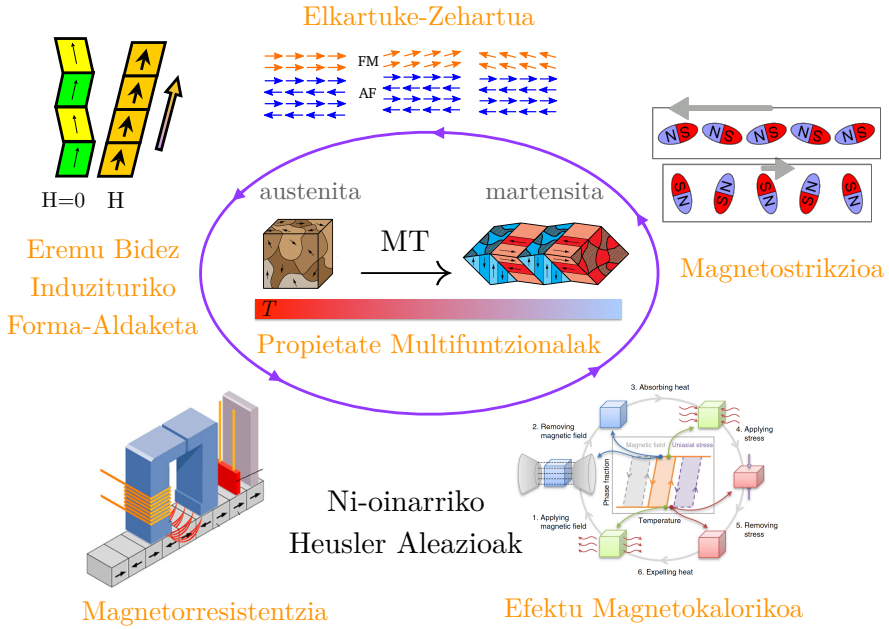 Elkartuke-Zehartua
FM
AF
H=0
H
Eremu Bidez
Induzituriko
Forma-Aldaketa
N S
N S
N S
N S
N S
S N
N S
S N
N S
S N
Magnetostrikzioa
austenita
martensita
MT
T
Propietate Multifuntzionalak
Magnetorresistentzia
Ni-oinarriko
Heusler Aleazioak
3. Absorbing heat
2. Removing
magnetic field
4. Applying
stress
Magnetic field
Uniaxial stress
Phase fraction
Temperature
1. Applying
magnetic field
5. Removing
stress
6. Expelling heat
Efektu Magnetokalorikoa